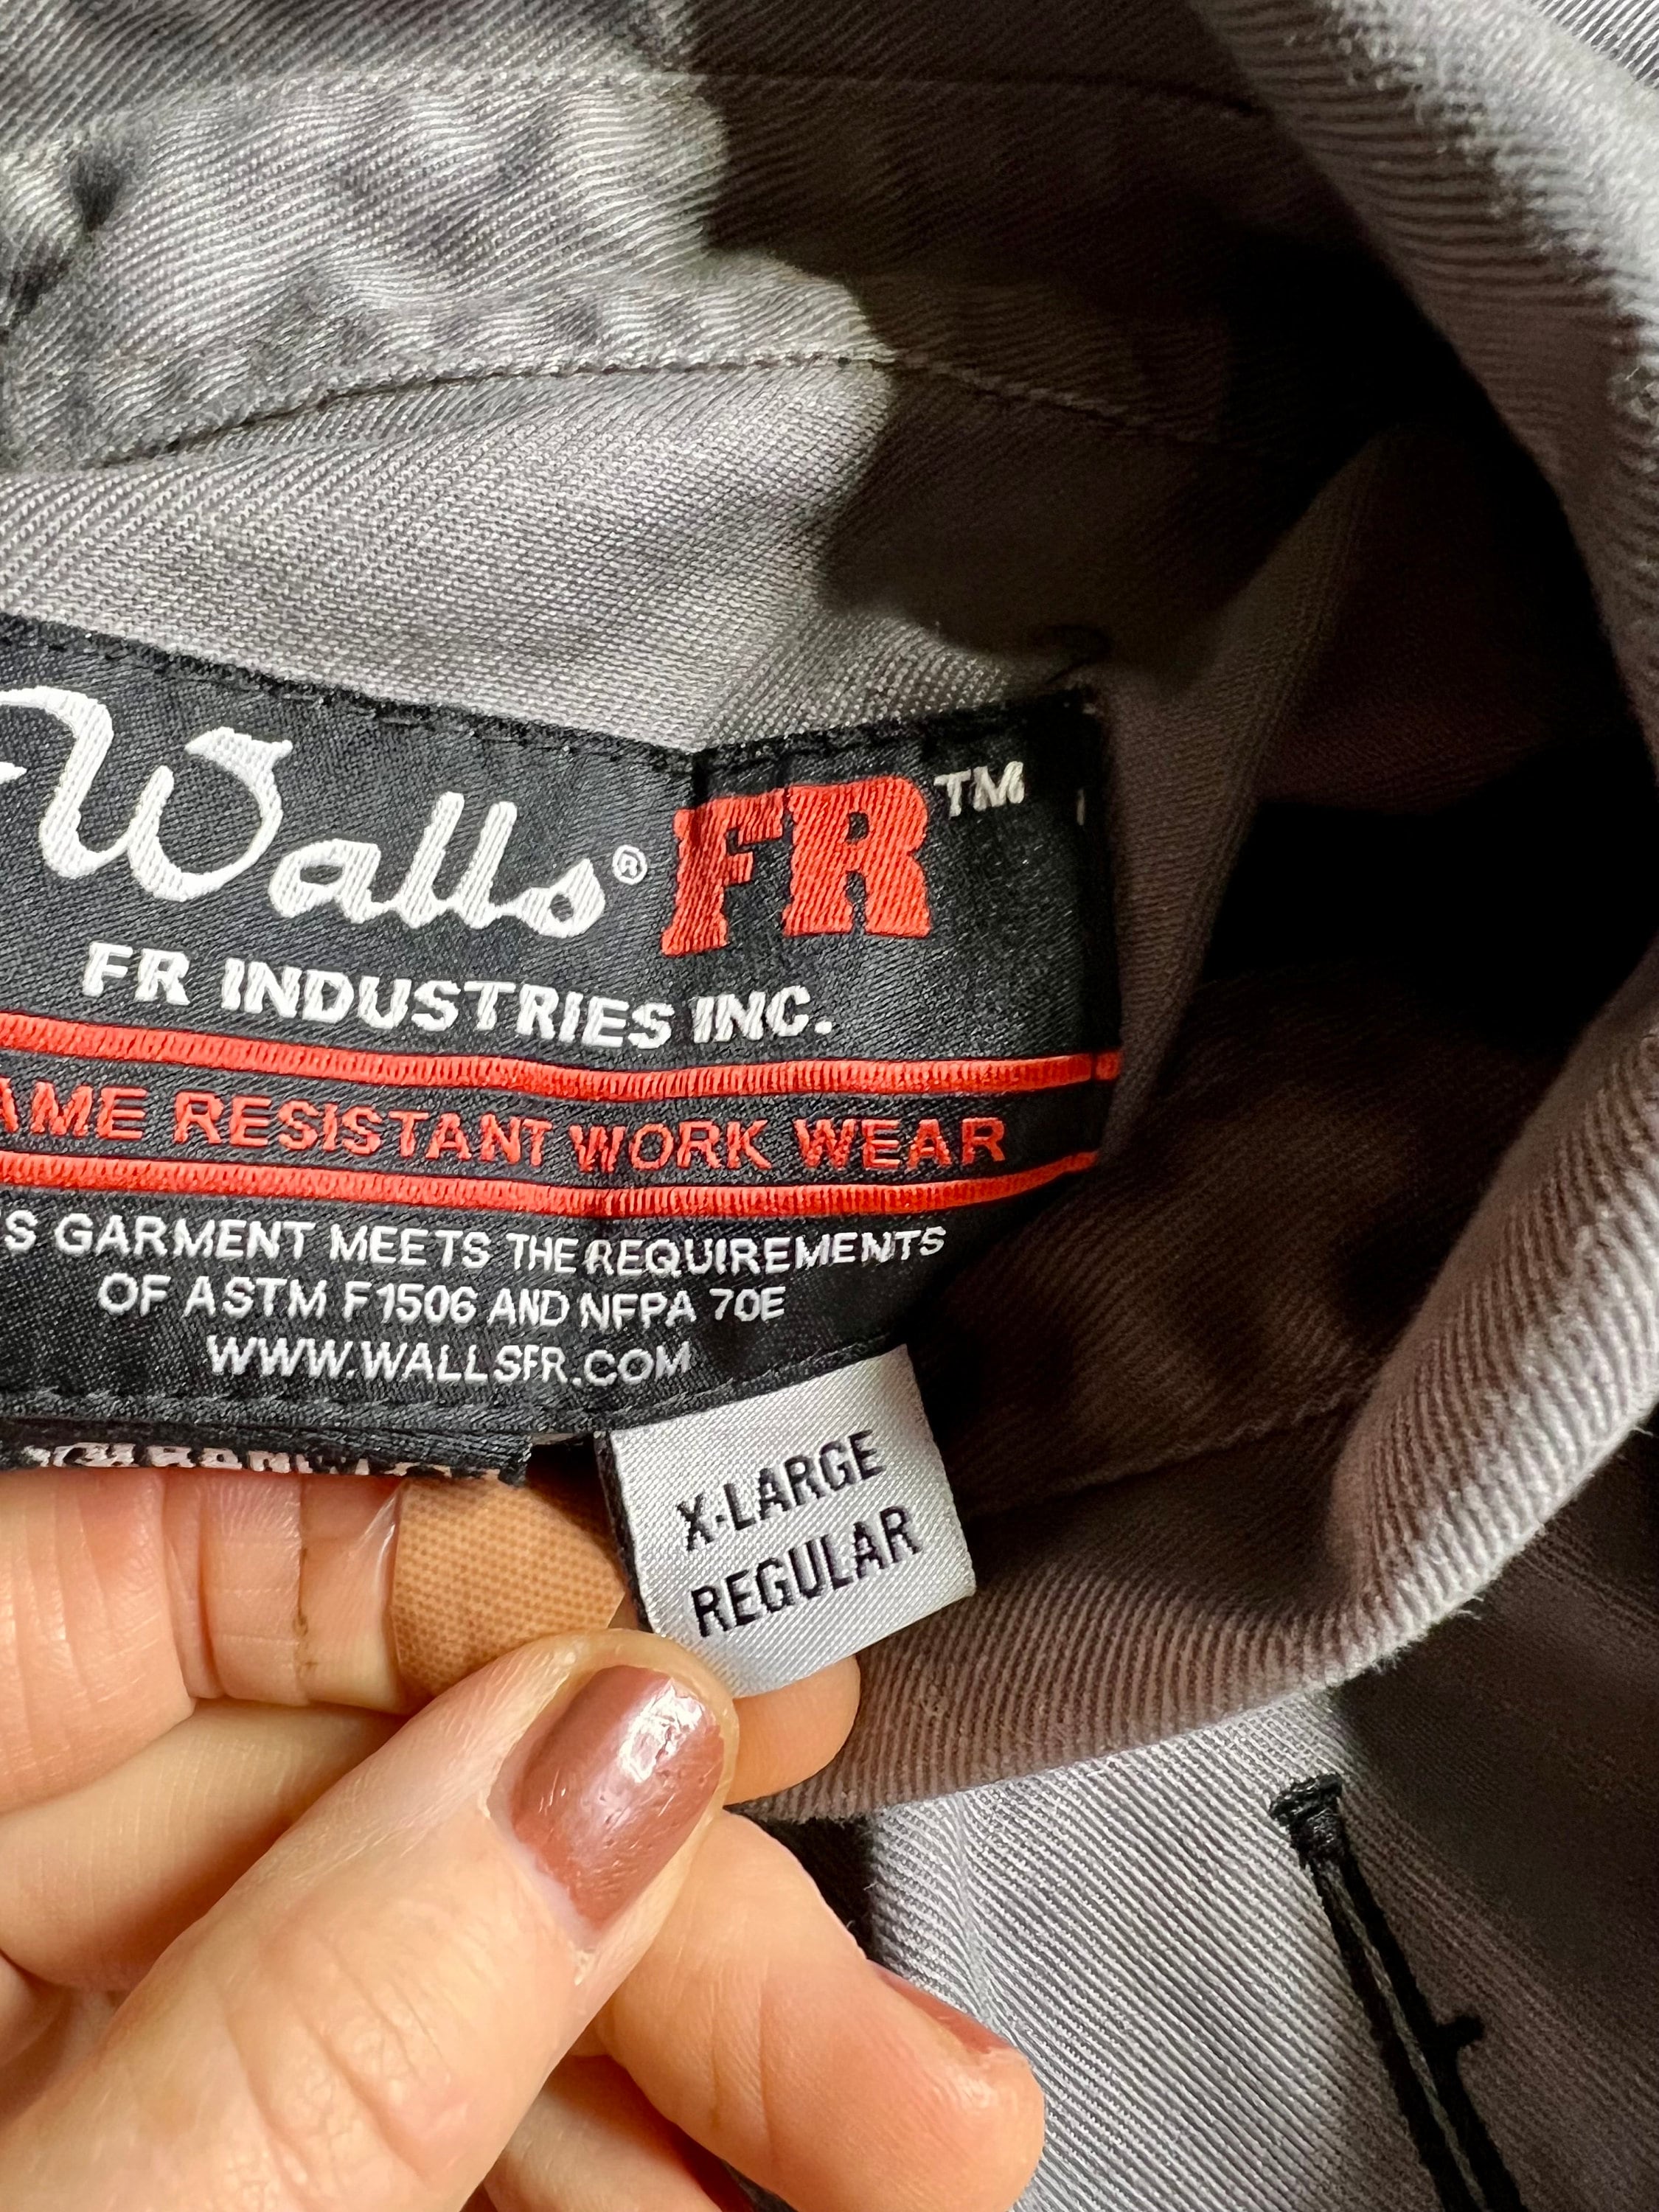 Walls® FR™
FR INDUSTRIES INC.
AME RESISTANT WORK WEAR
S GARMENT MEETS THE REQUIREMENTS
OF ASTM F1506 AND NFPA 70E
WWW.WALLSFR.COM
X-LARGE
REGULAR